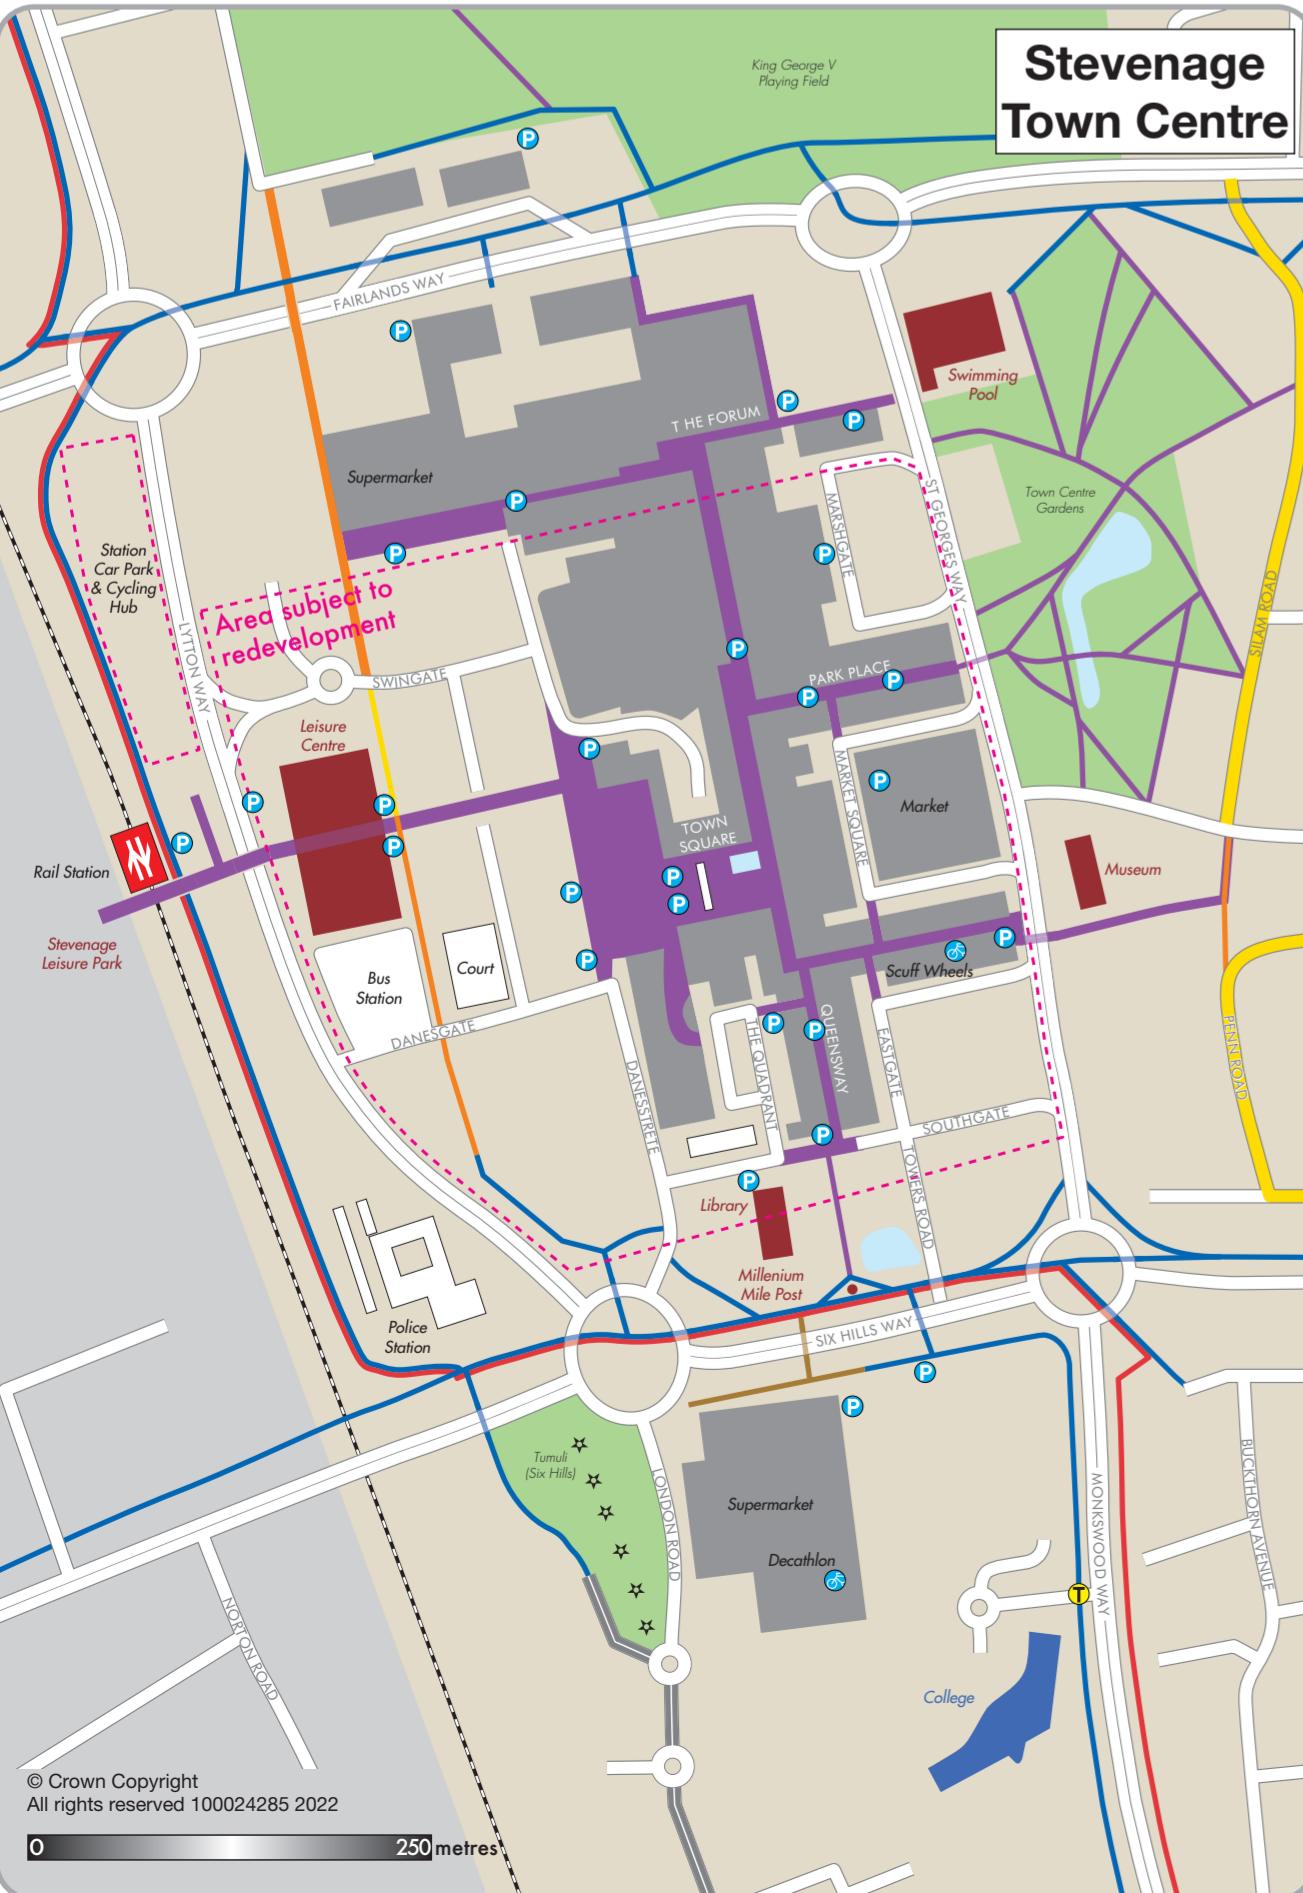 Stevenage
Town Centre
King George V
Playing Field
P
FAIRLANDS WAY
P
Swimming
Pool
T HE FORUM
P
P
Supermarket
P
P
Town Centre
Gardens
MARSHGATE
P
ST GEORGES WAY
Station
Car Park
& Cycling
Hub
Area subject to
redevelopment
LYTTON WAY
SWINGATE
SILAM ROAD
P
PARK PLACE
P
P
Leisure
Centre
P
P
P
P
P
MARKET SQUARE
P
Market
TOWN
SQUARE
Rail Station
P
P
P
P
Museum
Stevenage
Leisure Park
P
P
Scuff Wheels
Court
Bus
Station
DANESGATE
P
P
THE QUADRANT
QUEENSWAY
EASTGATE
DANESTRETE
PENN ROAD
SOUTHGATE
P
TOWERS ROAD
P
Library
Millenium
Mile Post
Police
Station
SIX HILLS WAY
P
P
Tumuli
(Six Hills)
LONDON ROAD
Supermarket
Decathlon
MONKSWOOD WAY
BUCKTHORN AVENUE
T
NORTON ROAD
College
© Crown Copyright
All rights reserved 100024285 2022
0 250 metres